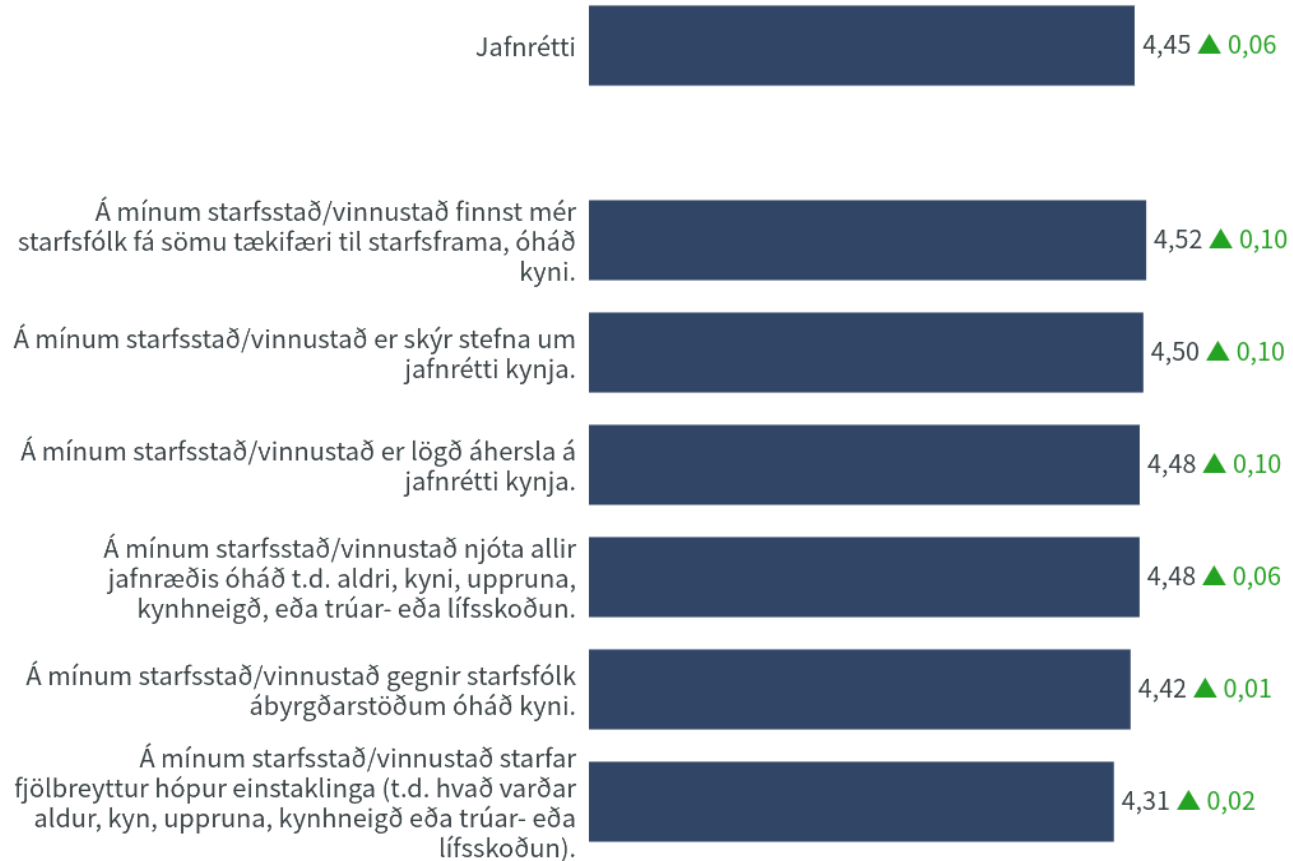 Jafnrétti
4,45 ▲ 0,06
Á mínum starfsstað/vinnustað finnst mér
starfsfólk fá sömu tækifæri til starfsframa, óháð
kyni.
4,52 ▲ 0,10
Á mínum starfsstað/vinnustað er skýr stefna um
jafnrétti kynja.
4,50 ▲ 0,10
Á mínum starfsstað/vinnustað er lögð áhersla á
jafnrétti kynja.
4,48 ▲ 0,10
Á mínum starfsstað/vinnustað njóta allir
jafnræðis óháð t.d. aldri, kyni, uppruna,
kynhneigð, eða trúar- eða lífsskoðun.
4,48 ▲ 0,06
Á mínum starfsstað/vinnustað gegnir starfsfólk
ábyrgðarstöðum óháð kyni.
4,42 ▲ 0,01
Á mínum starfsstað/vinnustað starfar
fjölbreyttur hópur einstaklinga (t.d. hvað varðar
aldur, kyn, uppruna, kynhneigð eða trúar- eða
lífsskoðun).
4,31 ▲ 0,02